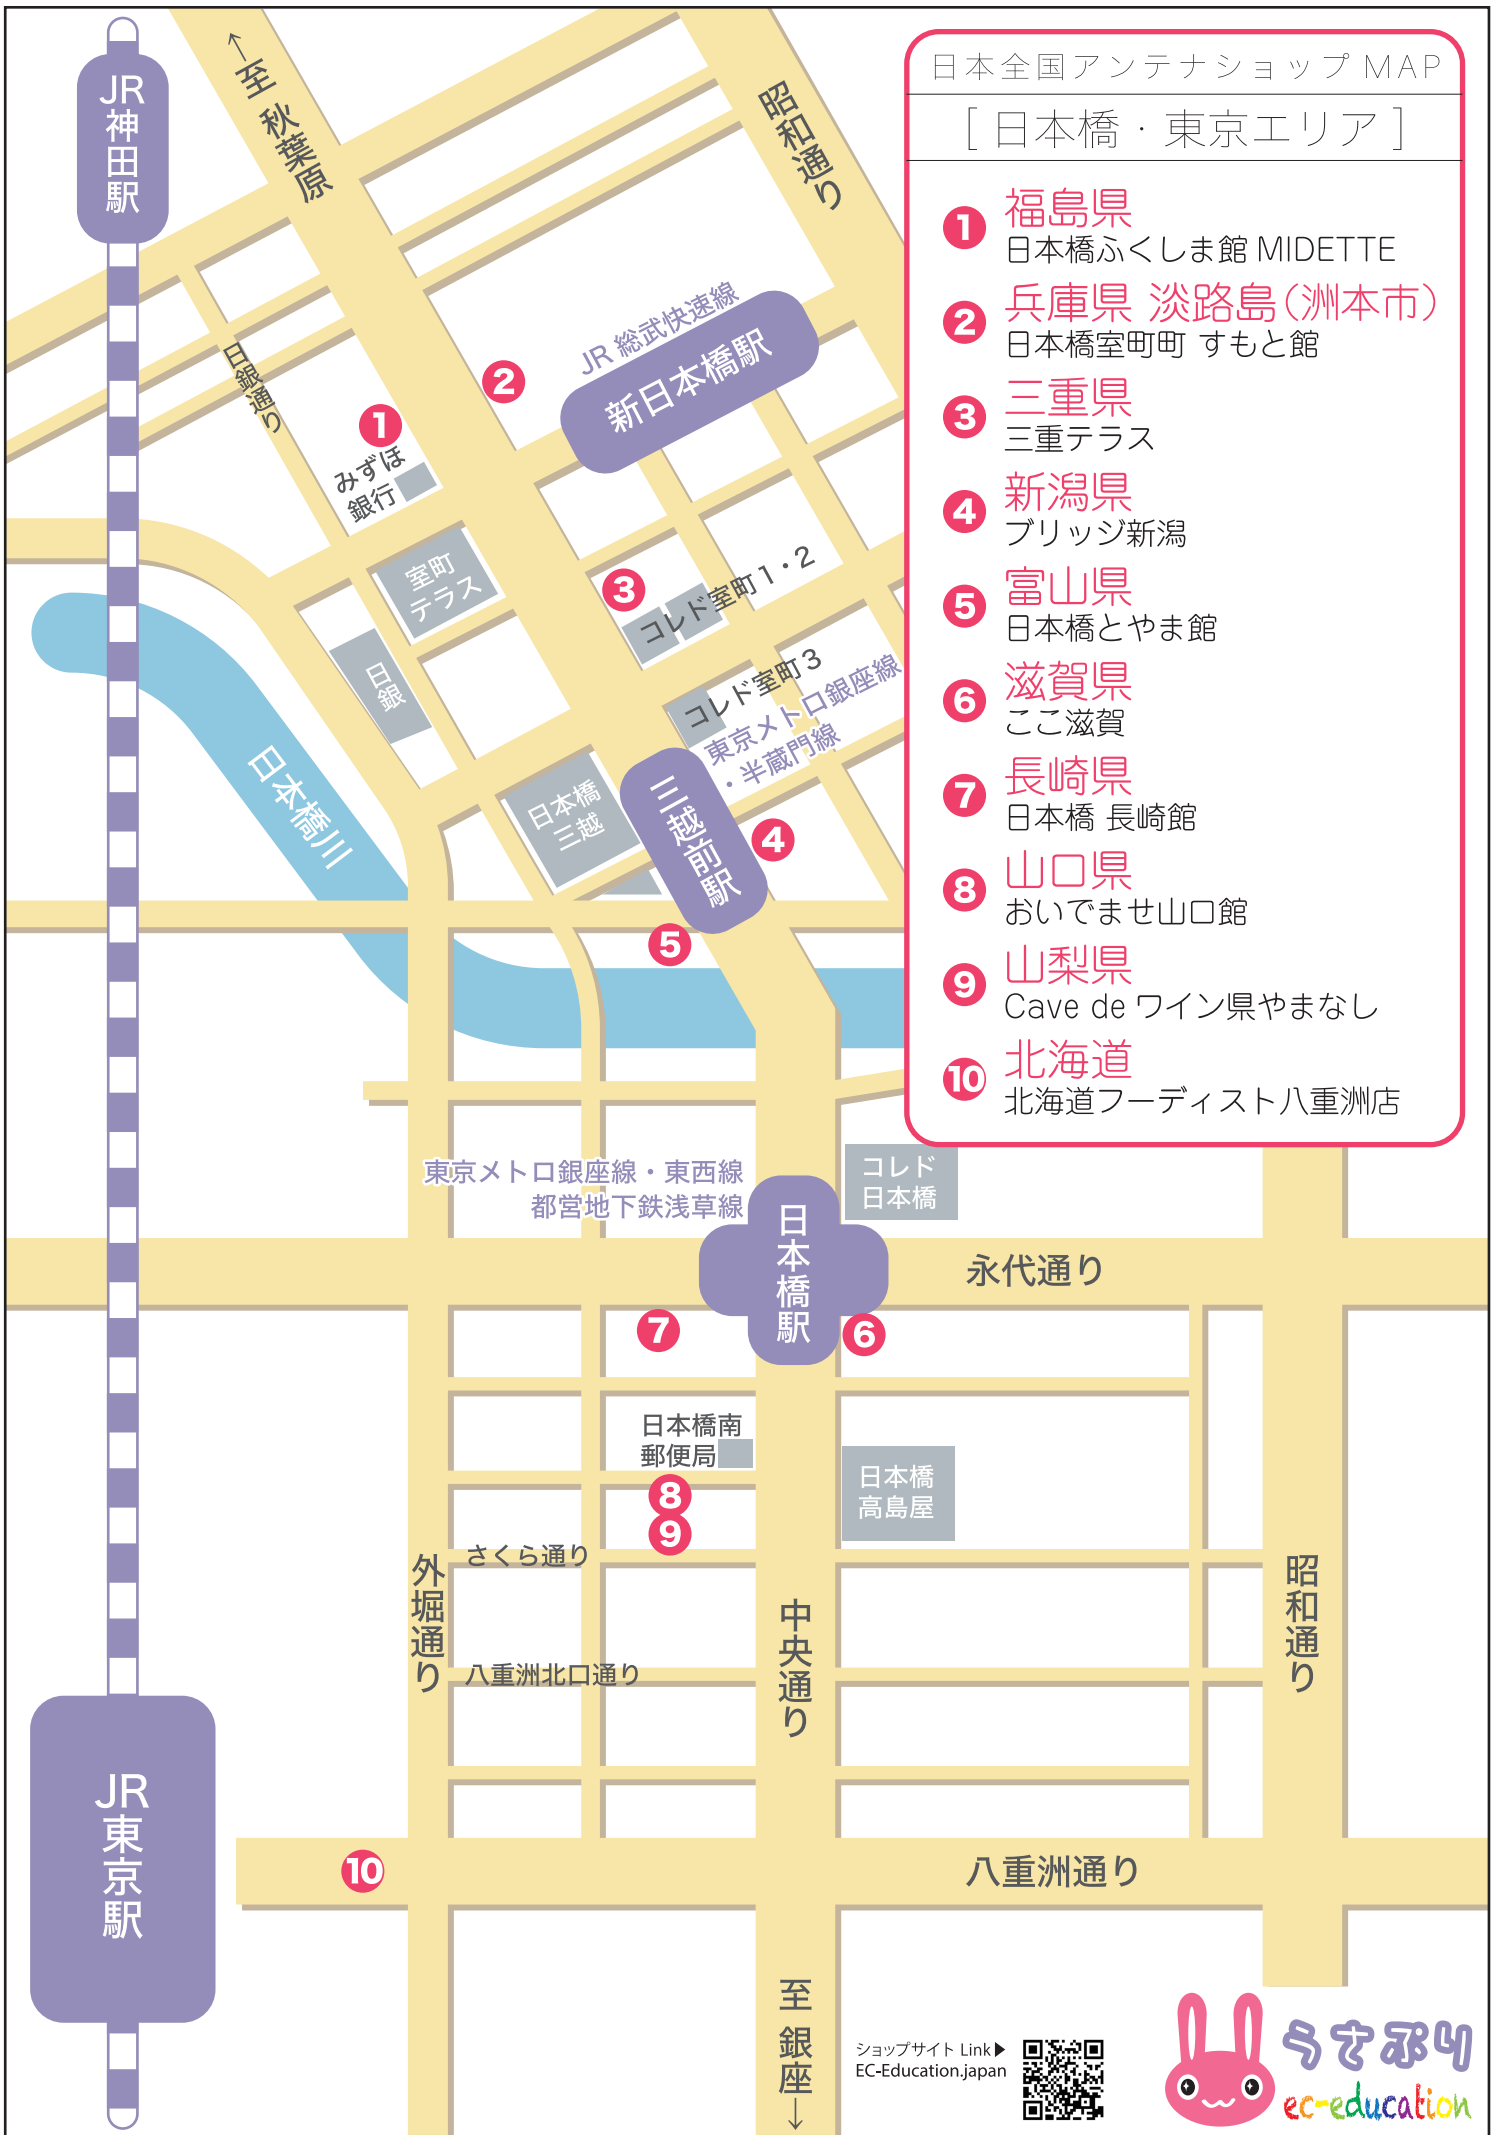 日本全国アンテナショップ MAP
[ 日本橋・東京エリア ]
1 福島県
日本橋ふくしま館 MIDETTE
2 兵庫県 淡路島(洲本市)
日本橋室町町 すもと館
3 三重県
三重テラス
4 新潟県
ブリッジ新潟
5 富山県
日本橋とやま館
6 滋賀県
ここ滋賀
7 長崎県
日本橋 長崎館
8 山口県
おいでませ山口館
9 山梨県
Cave de ワイン県やまなし
10 北海道
北海道フーディスト八重洲店
JR神田駅
←至 秋葉原
昭和通り
JR 総武快速線
新日本橋駅
日銀通り
2
1
みずほ
銀行
室町
テラス
3
コレド室町1・2
日銀
コレド室町3
東京メトロ銀座線
・半蔵門線
日本橋川
日本橋
三越
三越前駅
4
5
東京メトロ銀座線・東西線
都営地下鉄浅草線
コレド
日本橋
日本橋駅
永代通り
7
6
日本橋南
郵便局
8
9
日本橋
高島屋
さくら通り
外堀通り
中央通り
昭和通り
八重洲北口通り
JR東京駅
10
八重洲通り
至 銀座→
ショップサイト Link▶
EC-Education.japan
うさぷり
ec-education